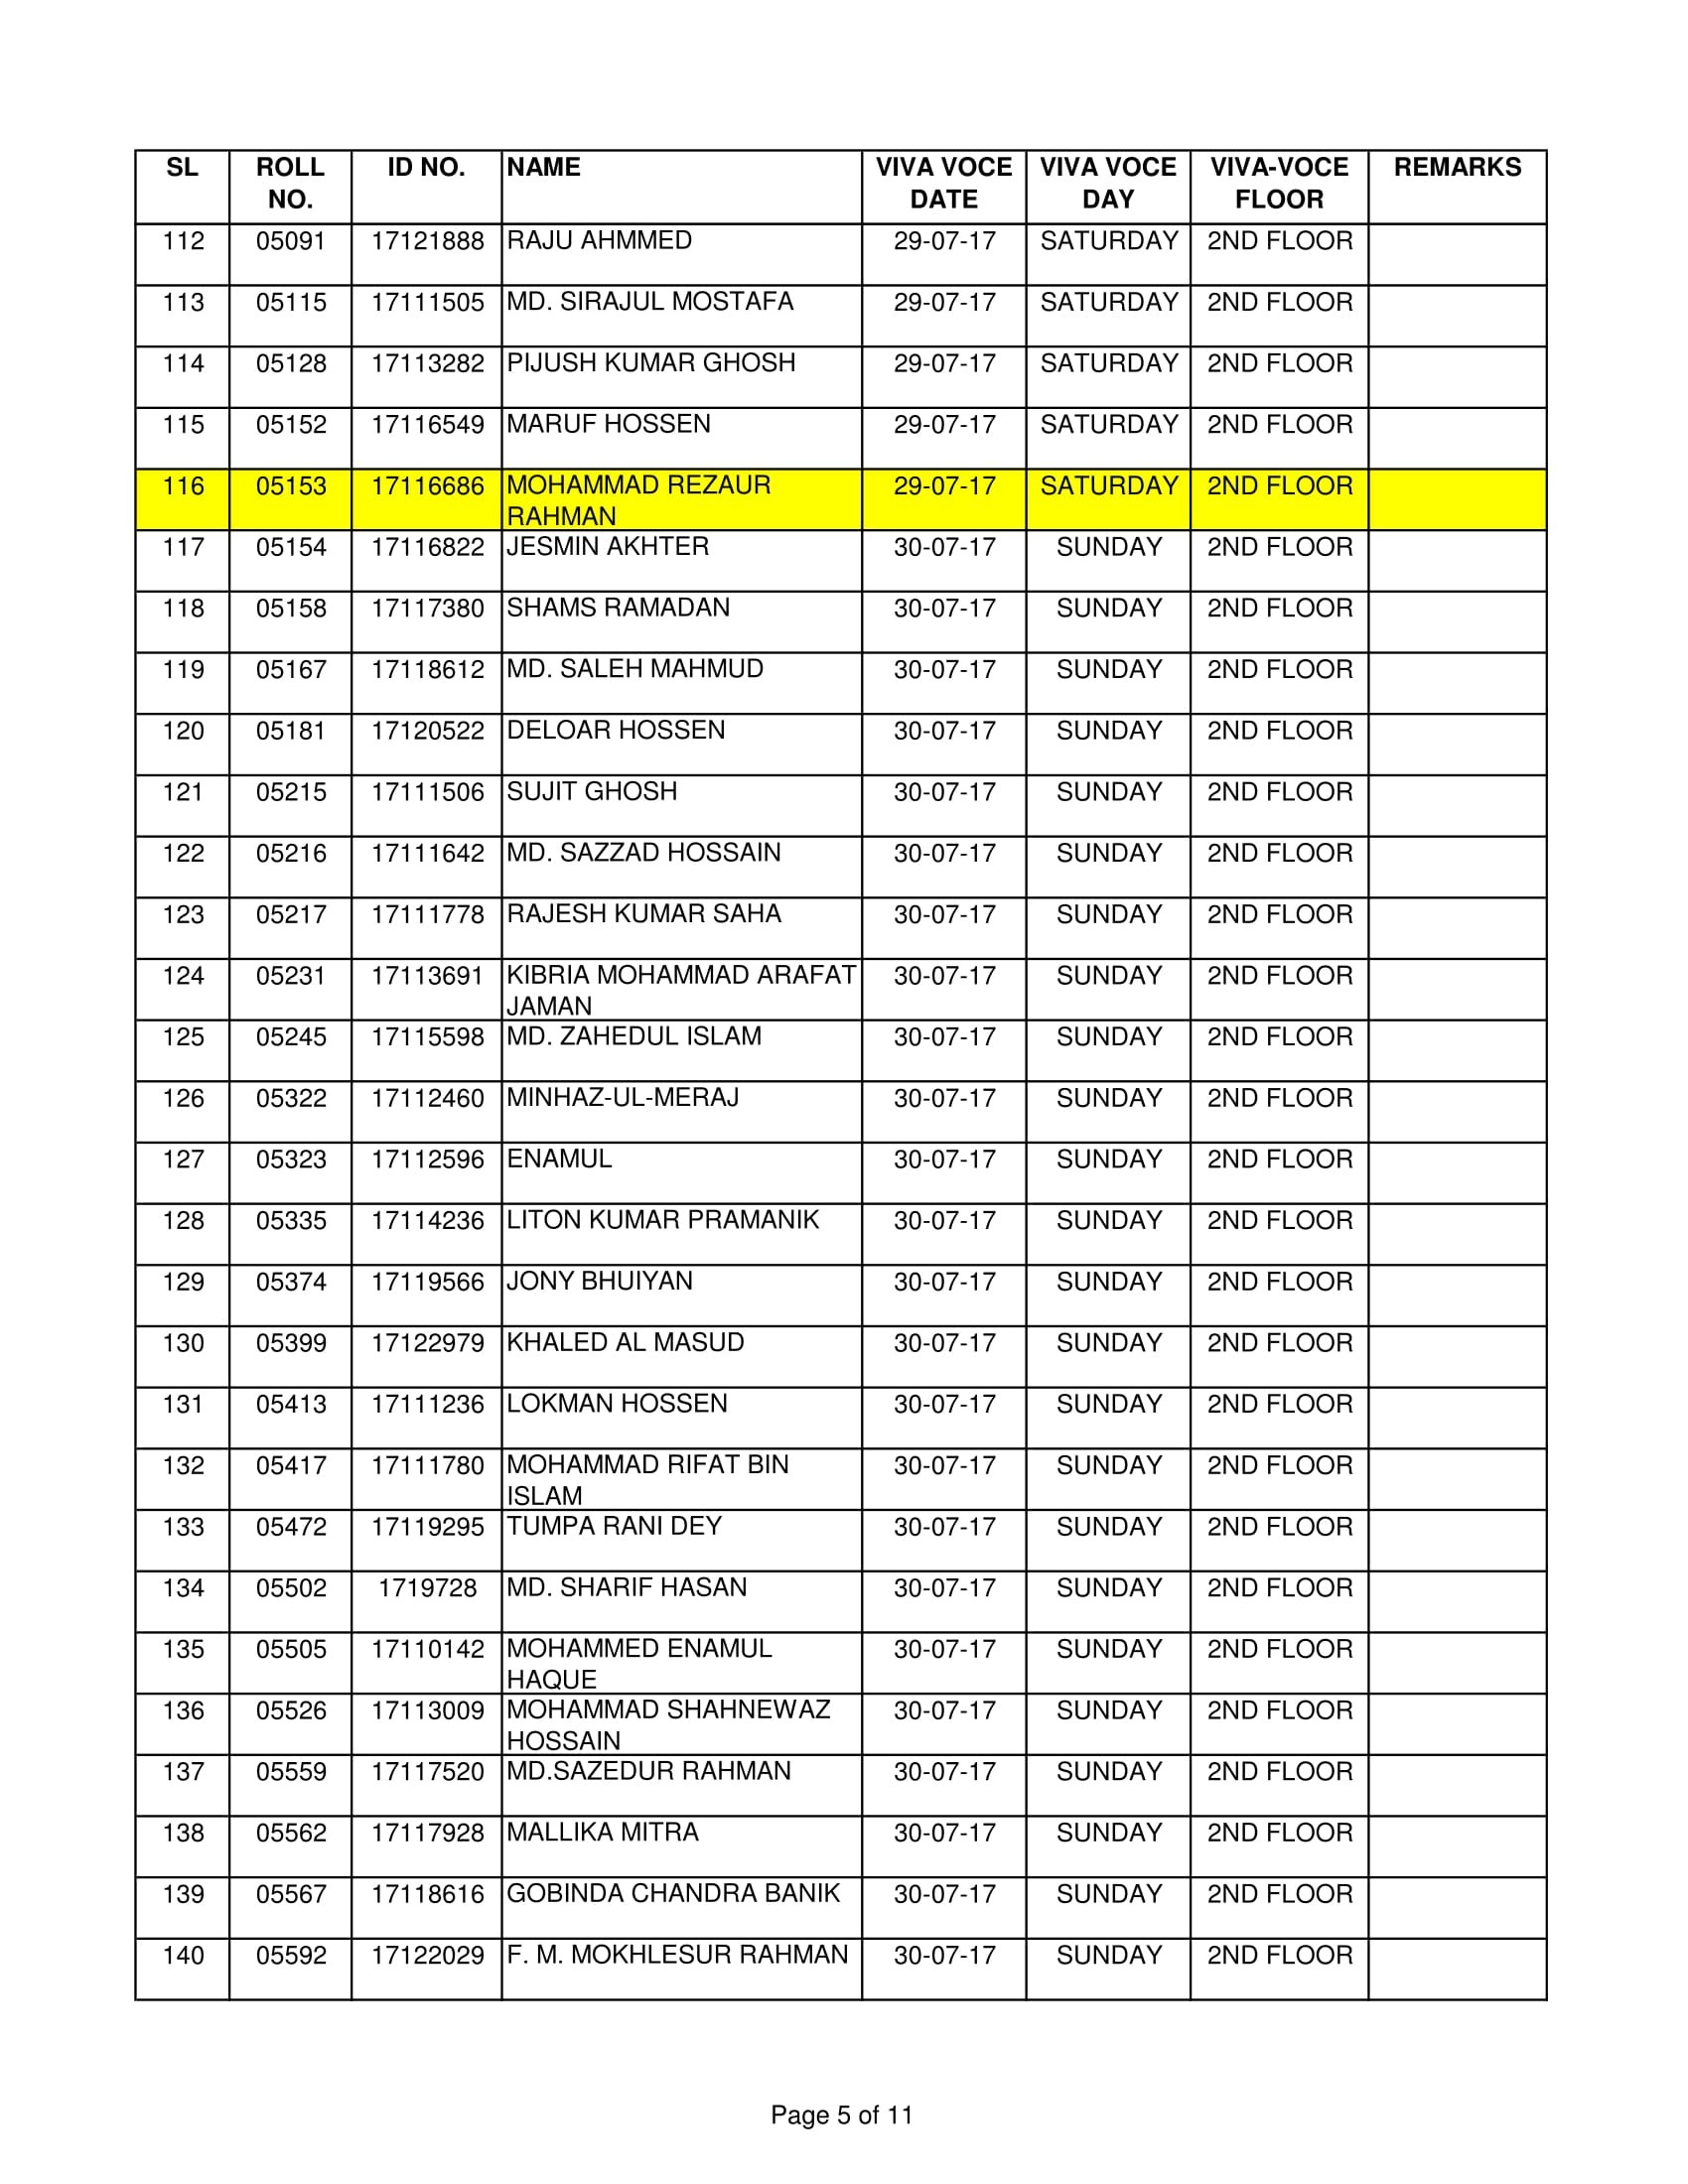 SL ROLL NO. ID NO. NAME VIVA VOCE DATE VIVA VOCE DAY VIVA-VOCE FLOOR REMARKS
112 05091 17121888 RAJU AHMMED 29-07-17 SATURDAY 2ND FLOOR
113 05115 17111505 MD. SIRAJUL MOSTAFA 29-07-17 SATURDAY 2ND FLOOR
114 05128 17113282 PIJUSH KUMAR GHOSH 29-07-17 SATURDAY 2ND FLOOR
115 05152 17116549 MARUF HOSSEN 29-07-17 SATURDAY 2ND FLOOR
116 05153 17116686 MOHAMMAD REZAUR RAHMAN 29-07-17 SATURDAY 2ND FLOOR
117 05154 17116822 JESMIN AKHTER 30-07-17 SUNDAY 2ND FLOOR
118 05158 17117380 SHAMS RAMADAN 30-07-17 SUNDAY 2ND FLOOR
119 05167 17118612 MD. SALEH MAHMUD 30-07-17 SUNDAY 2ND FLOOR
120 05181 17120522 DELOAR HOSSEN 30-07-17 SUNDAY 2ND FLOOR
121 05215 17111506 SUJIT GHOSH 30-07-17 SUNDAY 2ND FLOOR
122 05216 17111642 MD. SAZZAD HOSSAIN 30-07-17 SUNDAY 2ND FLOOR
123 05217 17111778 RAJESH KUMAR SAHA 30-07-17 SUNDAY 2ND FLOOR
124 05231 17113691 KIBRIA MOHAMMAD ARAFAT JAMAN 30-07-17 SUNDAY 2ND FLOOR
125 05245 17115598 MD. ZAHEDUL ISLAM 30-07-17 SUNDAY 2ND FLOOR
126 05322 17112460 MINHAZ-UL-MERAJ 30-07-17 SUNDAY 2ND FLOOR
127 05323 17112596 ENAMUL 30-07-17 SUNDAY 2ND FLOOR
128 05335 17114236 LITON KUMAR PRAMANIK 30-07-17 SUNDAY 2ND FLOOR
129 05374 17119566 JONY BHUIYAN 30-07-17 SUNDAY 2ND FLOOR
130 05399 17122979 KHALED AL MASUD 30-07-17 SUNDAY 2ND FLOOR
131 05413 17111236 LOKMAN HOSSEN 30-07-17 SUNDAY 2ND FLOOR
132 05417 17111780 MOHAMMAD RIFAT BIN ISLAM 30-07-17 SUNDAY 2ND FLOOR
133 05472 17119295 TUMPA RANI DEY 30-07-17 SUNDAY 2ND FLOOR
134 05502 1719728 MD. SHARIF HASAN 30-07-17 SUNDAY 2ND FLOOR
135 05505 17110142 MOHAMMED ENAMUL HAQUE 30-07-17 SUNDAY 2ND FLOOR
136 05526 17113009 MOHAMMAD SHAHNEWAZ HOSSAIN 30-07-17 SUNDAY 2ND FLOOR
137 05559 17117520 MD.SAZEDUR RAHMAN 30-07-17 SUNDAY 2ND FLOOR
138 05562 17117928 MALLIKA MITRA 30-07-17 SUNDAY 2ND FLOOR
139 05567 17118616 GOBINDA CHANDRA BANIK 30-07-17 SUNDAY 2ND FLOOR
140 05592 17122029 F. M. MOKHLESUR RAHMAN 30-07-17 SUNDAY 2ND FLOOR
Page 5 of 11